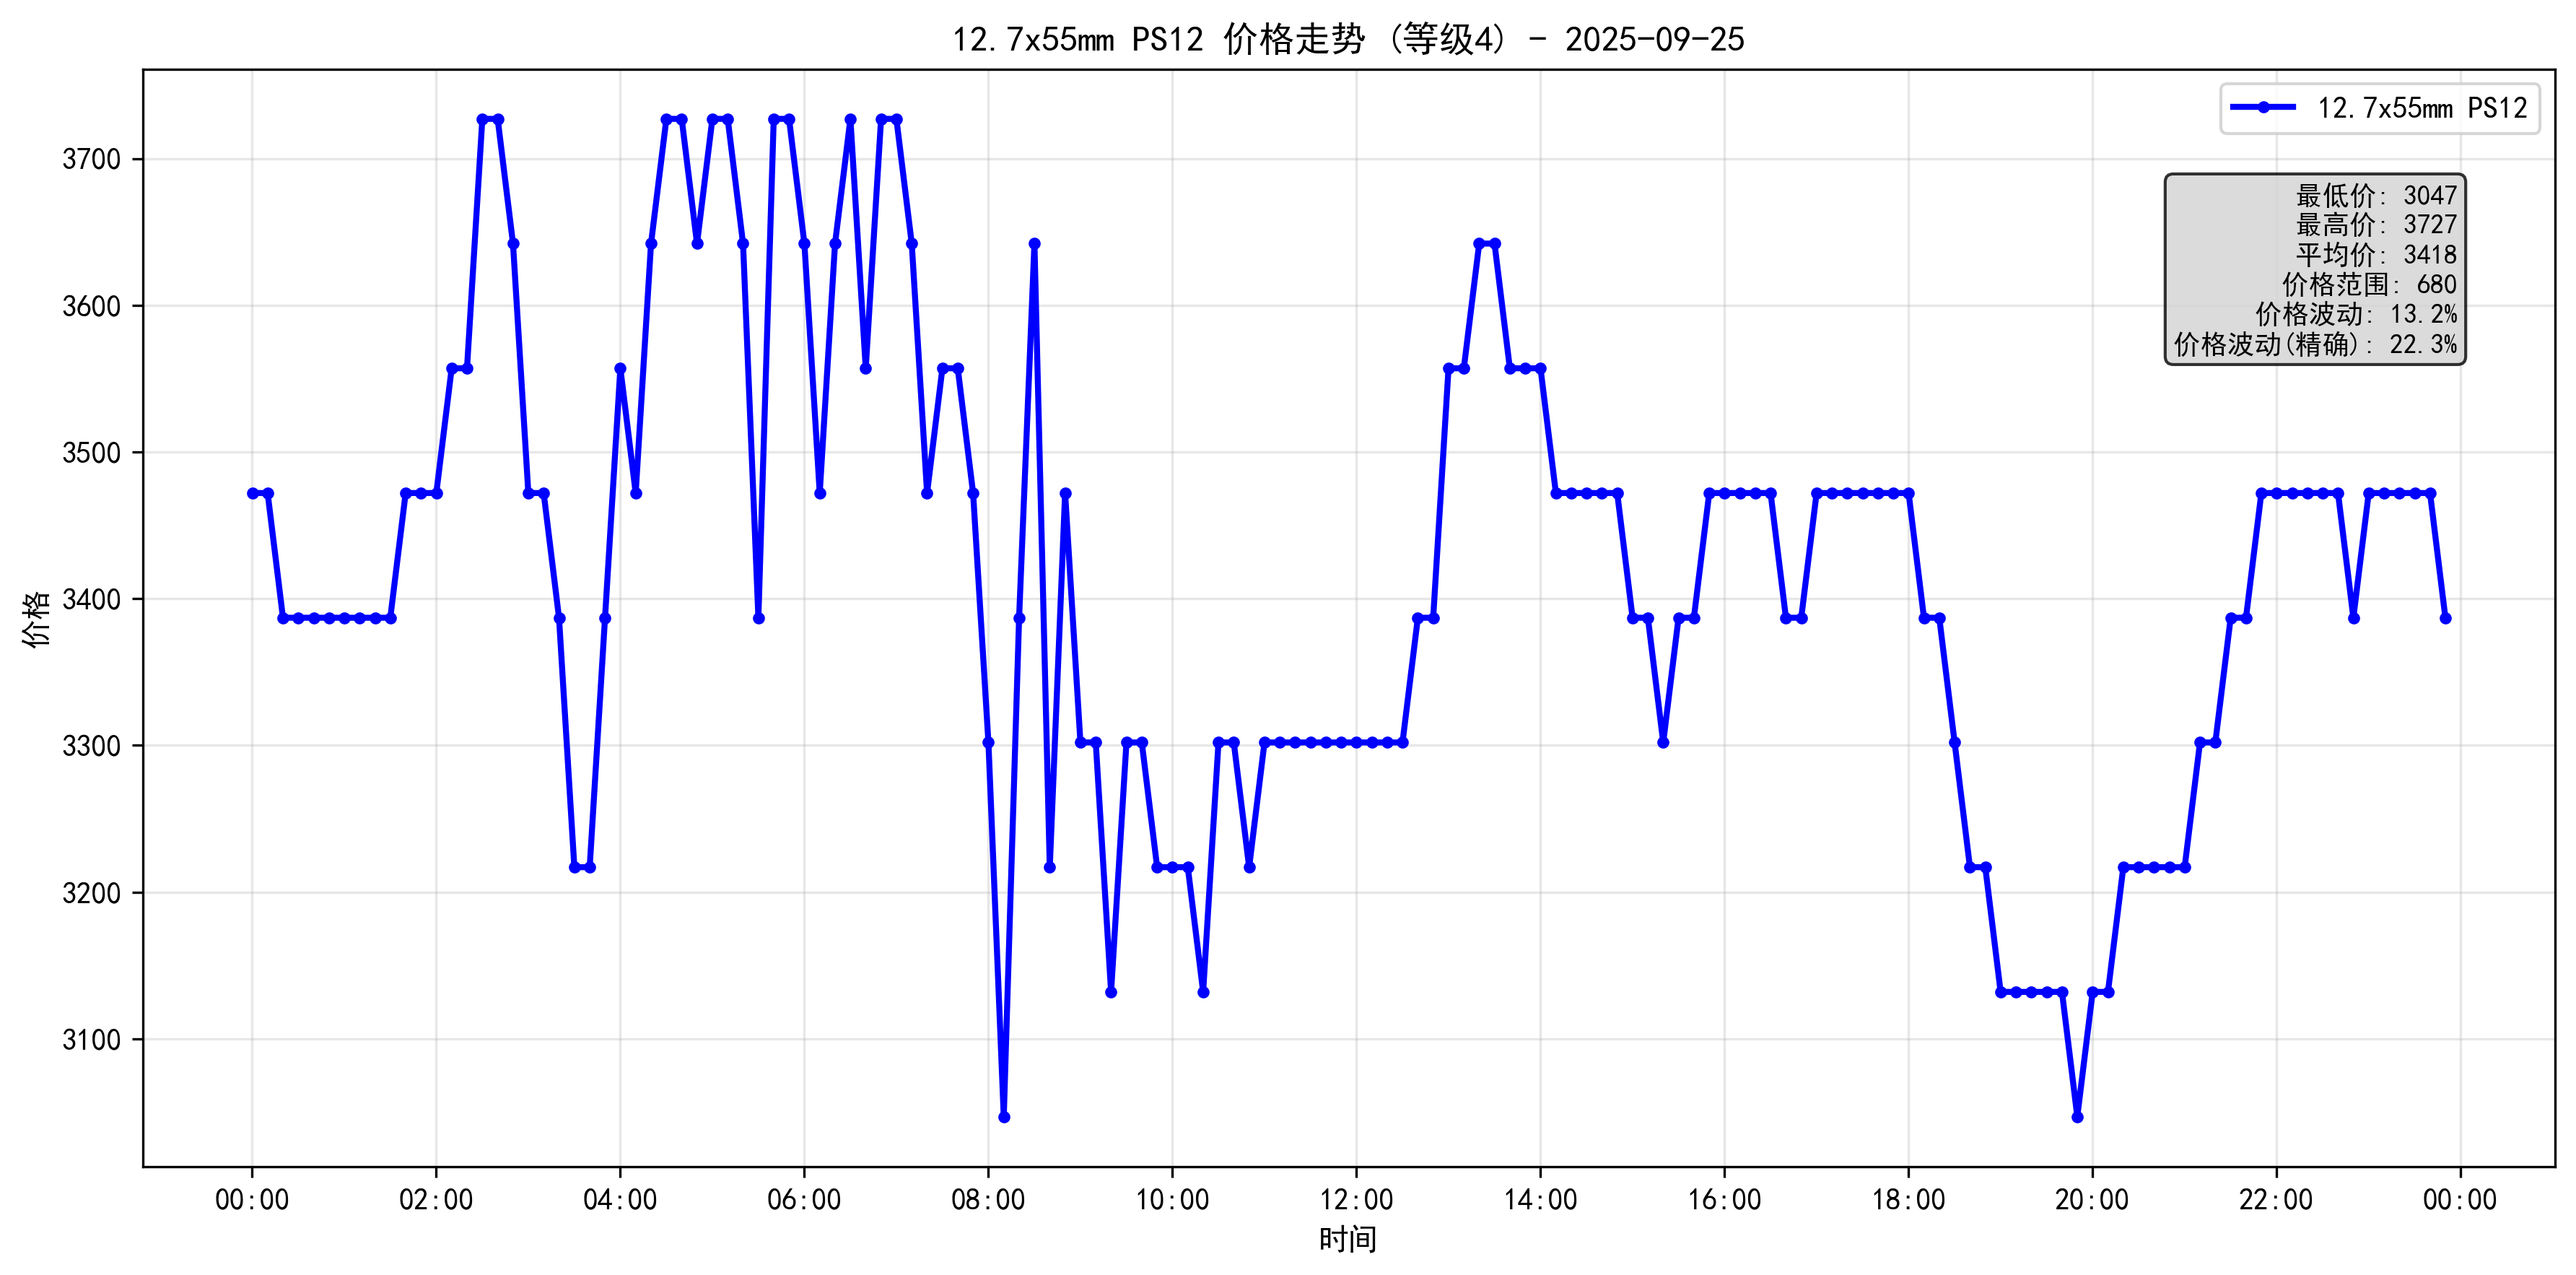 12.7x55mm PS12 价格走势 (等级4) - 2025-09-25
12.7x55mm PS12
最低价: 3047
最高价: 3727
平均价: 3418
价格范围: 680
价格波动: 13.2%
价格波动(精确): 22.3%
价格
3700
3600
3500
3400
3300
3200
3100
00:00 02:00 04:00 06:00 08:00 10:00 12:00 14:00 16:00 18:00 20:00 22:00 00:00
时间